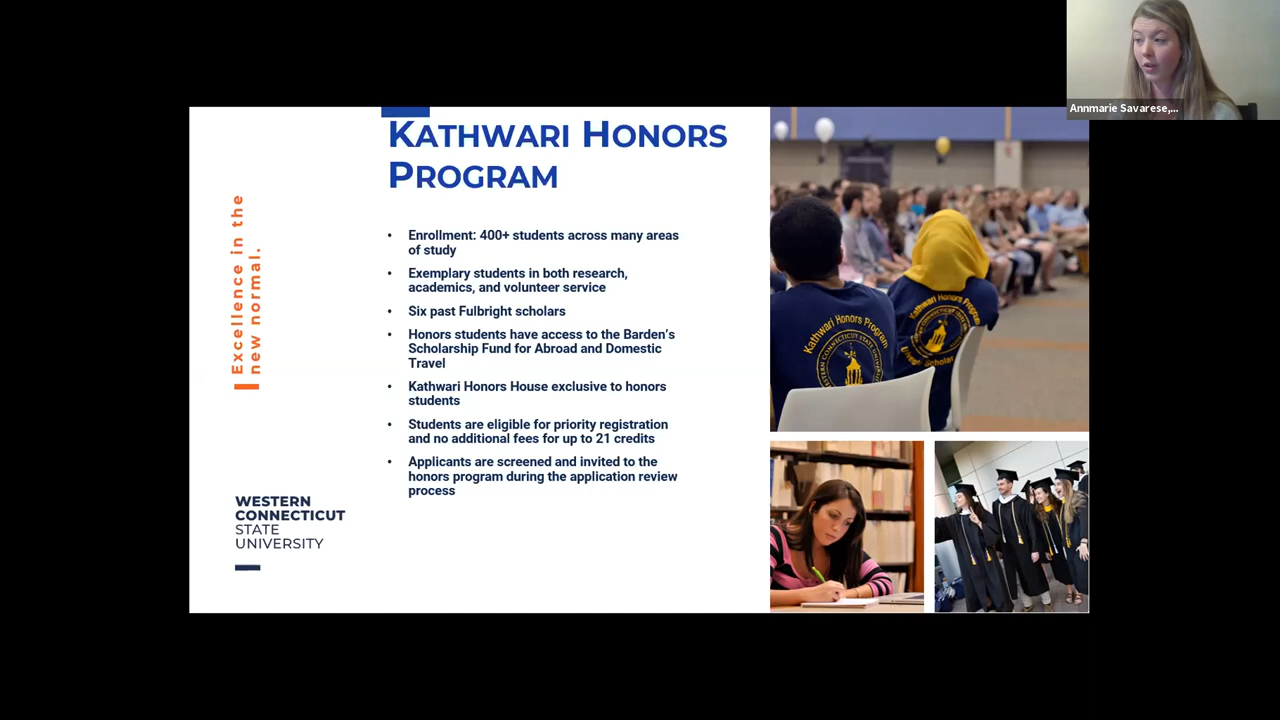 Annmarie Savarese,...
KATHWARI HONORS
PROGRAM
Excellence in the
new normal.
• Enrollment: 400+ students across many areas
of study
• Exemplary students in both research,
academics, and volunteer service
• Six past Fulbright scholars
• Honors students have access to the Barden's
Scholarship Fund for Abroad and Domestic
Travel
• Kathwari Honors House exclusive to honors
students
• Students are eligible for priority registration
and no additional fees for up to 21 credits
• Applicants are screened and invited to the
honors program during the application review
process
WESTERN
CONNECTICUT
STATE
UNIVERSITY
Kathwari Honors Program
Kathwari Honors Program